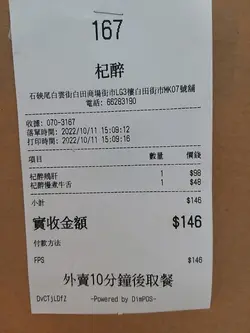 167
杞醉
石硤尾白雲街白田商場街市LG3樓白田街市MK07號舖
電話: 66283190
收據: 070-3167
落單時間: 2022/10/11 15:09:12
打印時間: 2022/10/11 15:09:16
項目 數量 價錢
杞醉鵝肝 1 $98
杞醉慢煮牛舌 1 $48
小計 $146
實收金額 $146
付款方法
FPS $146
外賣10分鐘後取餐
DvCTjLDfZ -Powered by DimPOS-